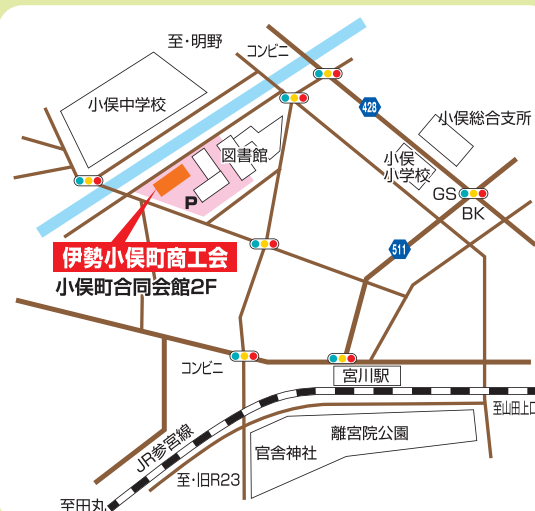 至・明野
コンビニ
小俣中学校
428
小俣総合支所
図書館
小俣
小学校
GS
BK
P
511
伊勢小俣町商工会
小俣町合同会館2F
コンビニ
宮川駅
至山田上口
JR参宮線
離宮院公園
官舎神社
至・旧R23
至田丸